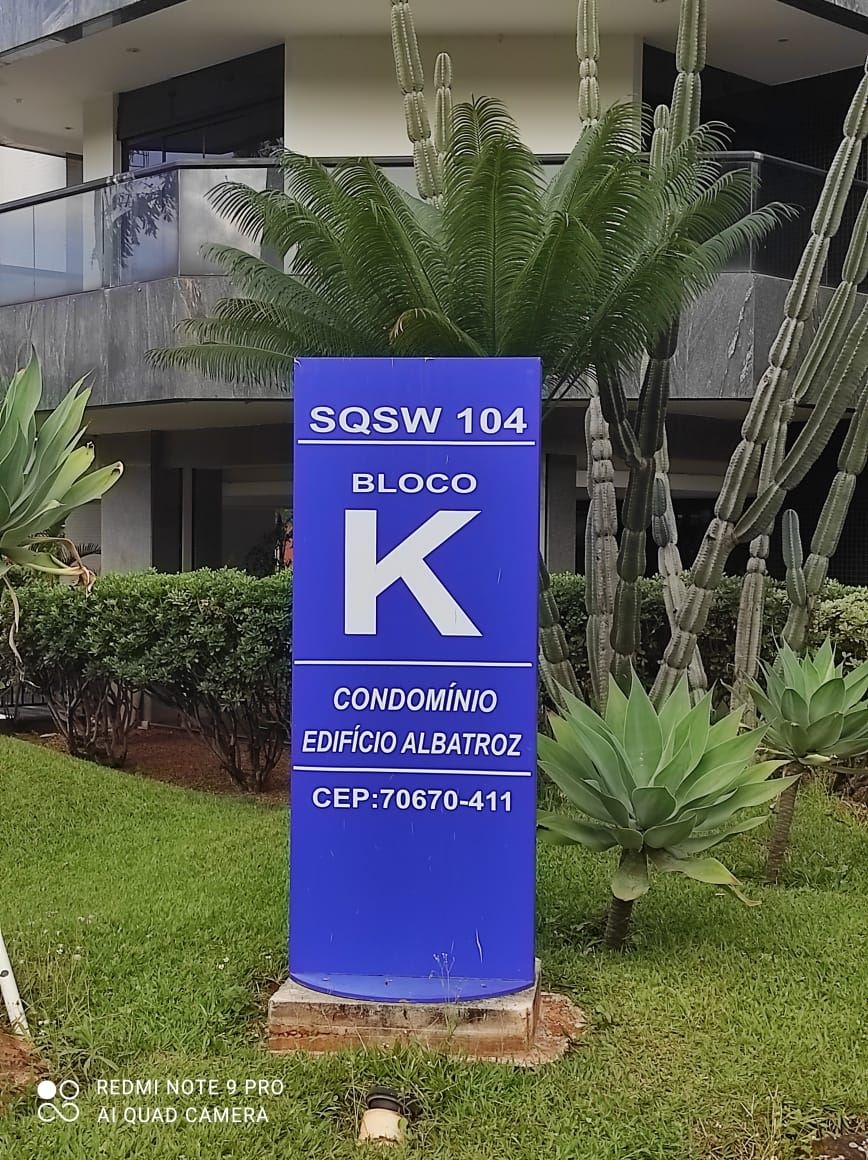 SQSW 104
BLOCO
K
CONDOMÍNIO
EDIFÍCIO ALBATROZ
CEP:70670-411
REDMI NOTE 9 PRO
AI QUAD CAMERA